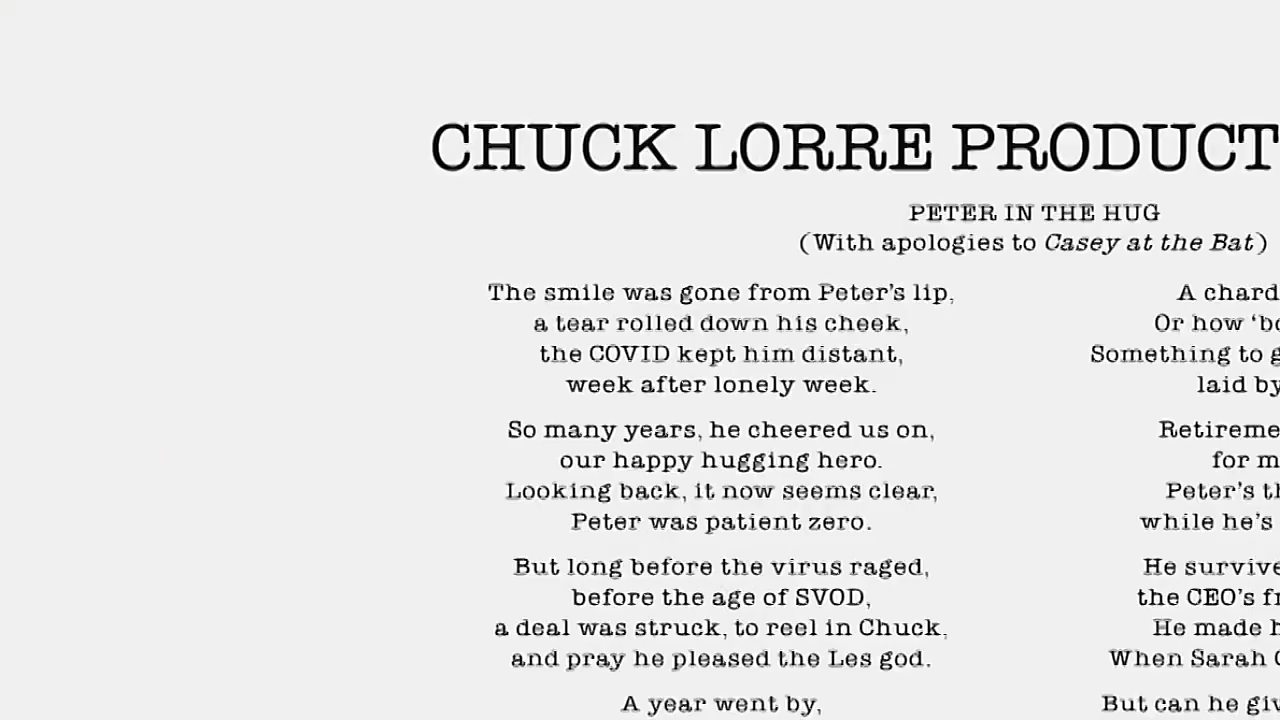 CHUCK LORRE PRODUCT
PETER IN THE HUG
(With apologies to Casey at the Bat)
The smile was gone from Peter’s lip,
a tear rolled down his cheek,
the COVID kept him distant,
week after lonely week.
So many years, he cheered us on,
our happy hugging hero.
Looking back, it now seems clear,
Peter was patient zero.
But long before the virus raged,
before the age of SVOD,
a deal was struck, to reel in Chuck,
and pray he pleased the Les god.
A year went by,
A chard
Or how ‘bo
Something to g
laid by
Retireme
for m
Peter’s th
while he’s
He survive
the CEO’s fr
He made h
When Sarah C
But can he giv